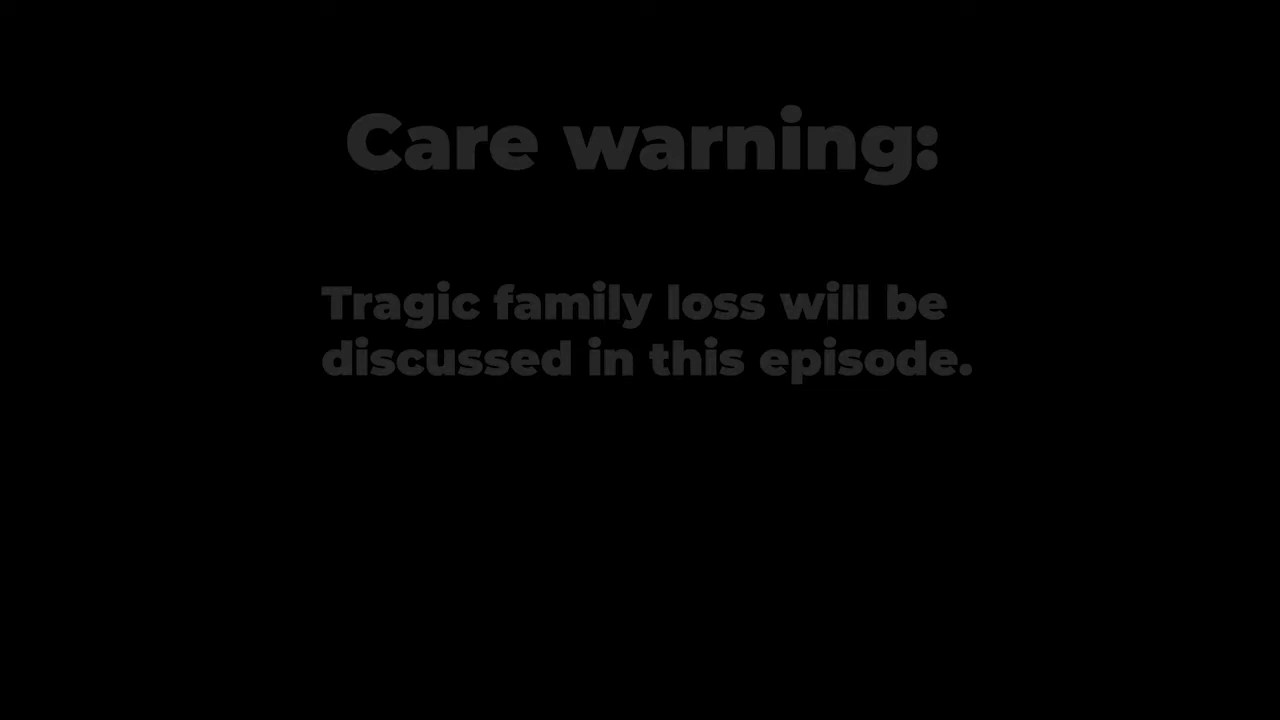 Care warning:
Tragic family loss will be
discussed in this episode.